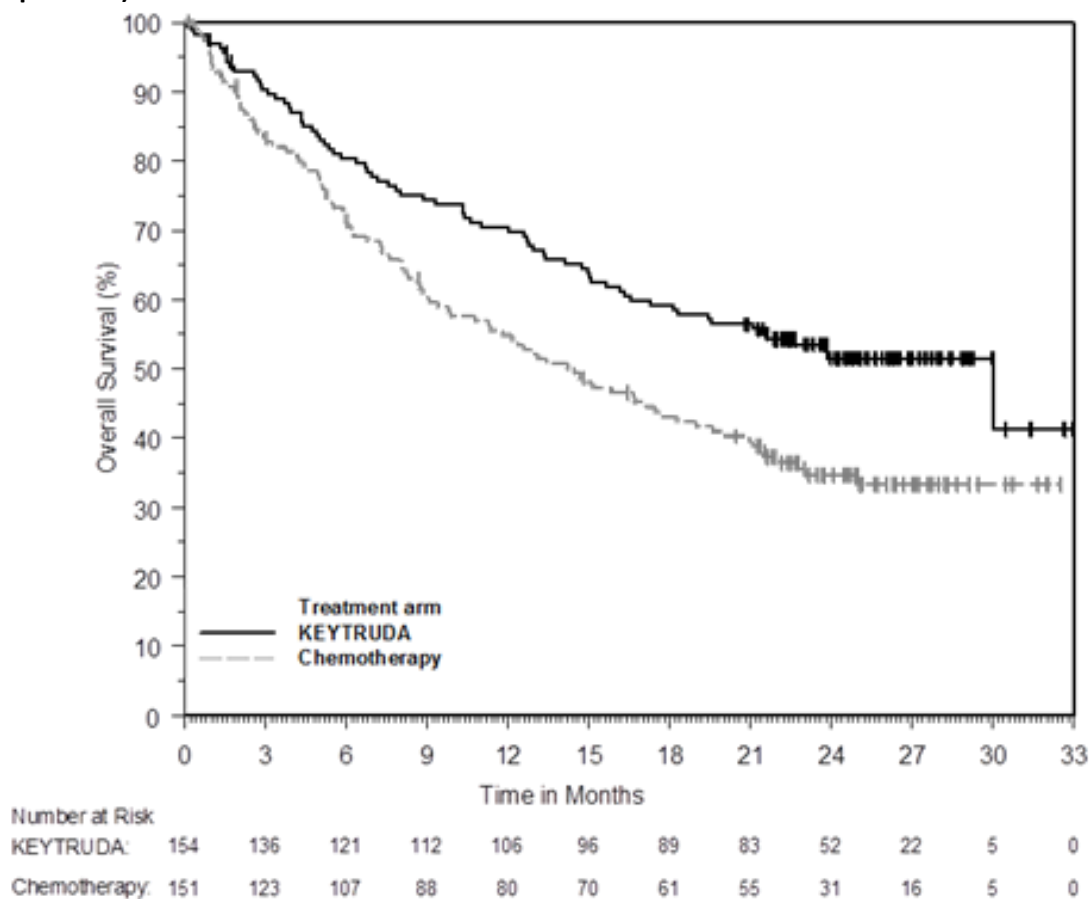 100
90
80
70
60
50
40
30
20
10
0
Overall Survival (%)
Treatment arm
KEYTRUDA
Chemotherapy
0 3 6 9 12 15 18 21 24 27 30 33
Time in Months
Number at Risk
KEYTRUDA: 154 136 121 112 106 96 89 83 52 22 5 0
Chemotherapy: 151 123 107 88 80 70 61 55 31 16 5 0